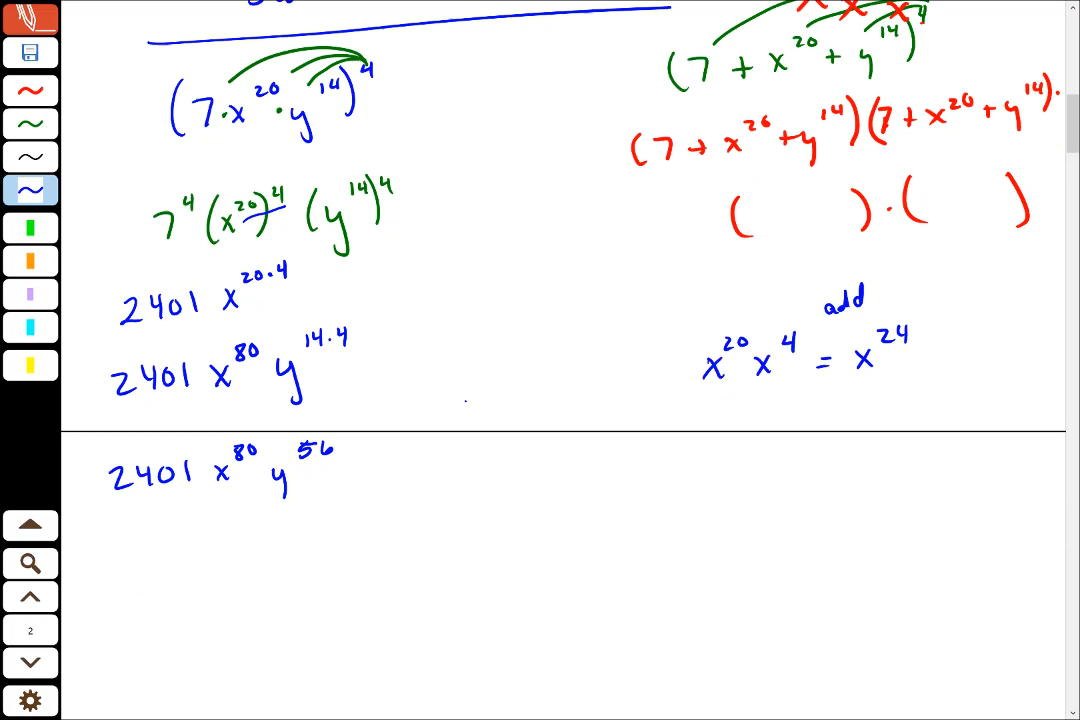 (7·x^20·y^14)^4
7^4 (x^20)^4 (y^14)^4
2401 x^20·4
2401 x^80 y^14·4
2401 x^80 y^56
(7 + x^20 + y^14)^4
(7 + x^20 + y^14)(7 + x^20 + y^14)·
( ) · ( )
add
x^20 x^4 = x^24
2